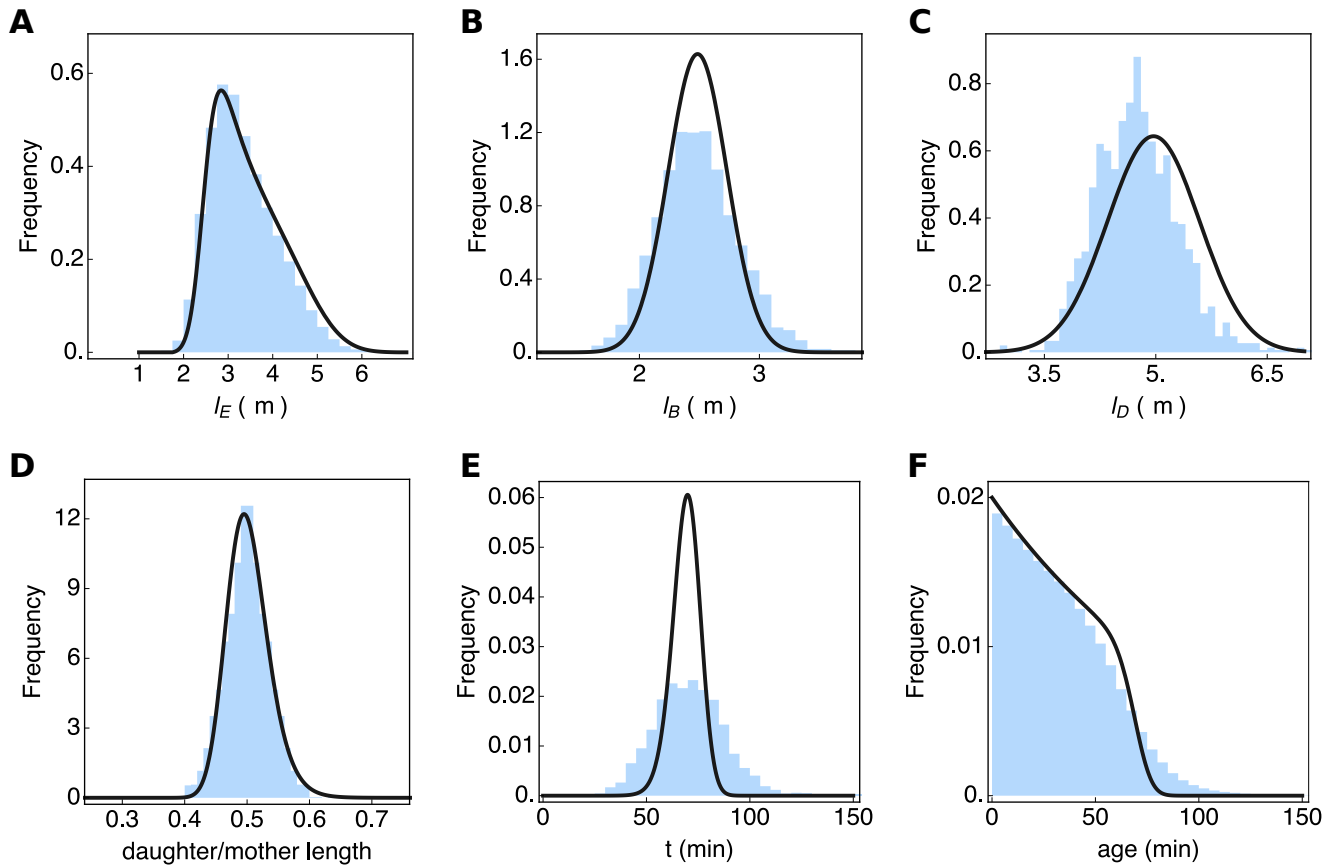 A
Frequency
0.6
0.4
0.2
0.
1 2 3 4 5 6
l_E ( m)
B
Frequency
1.6
1.2
0.8
0.4
0.
2 3
l_B ( m)
C
Frequency
0.8
0.6
0.4
0.2
0.
3.5 5. 6.5
l_D ( m)
D
Frequency
12
9
6
3
0
0.3 0.4 0.5 0.6 0.7
daughter/mother length
E
Frequency
0.06
0.05
0.04
0.03
0.02
0.01
0.
0 50 100 150
t (min)
F
Frequency
0.02
0.01
0.
0 50 100 150
age (min)